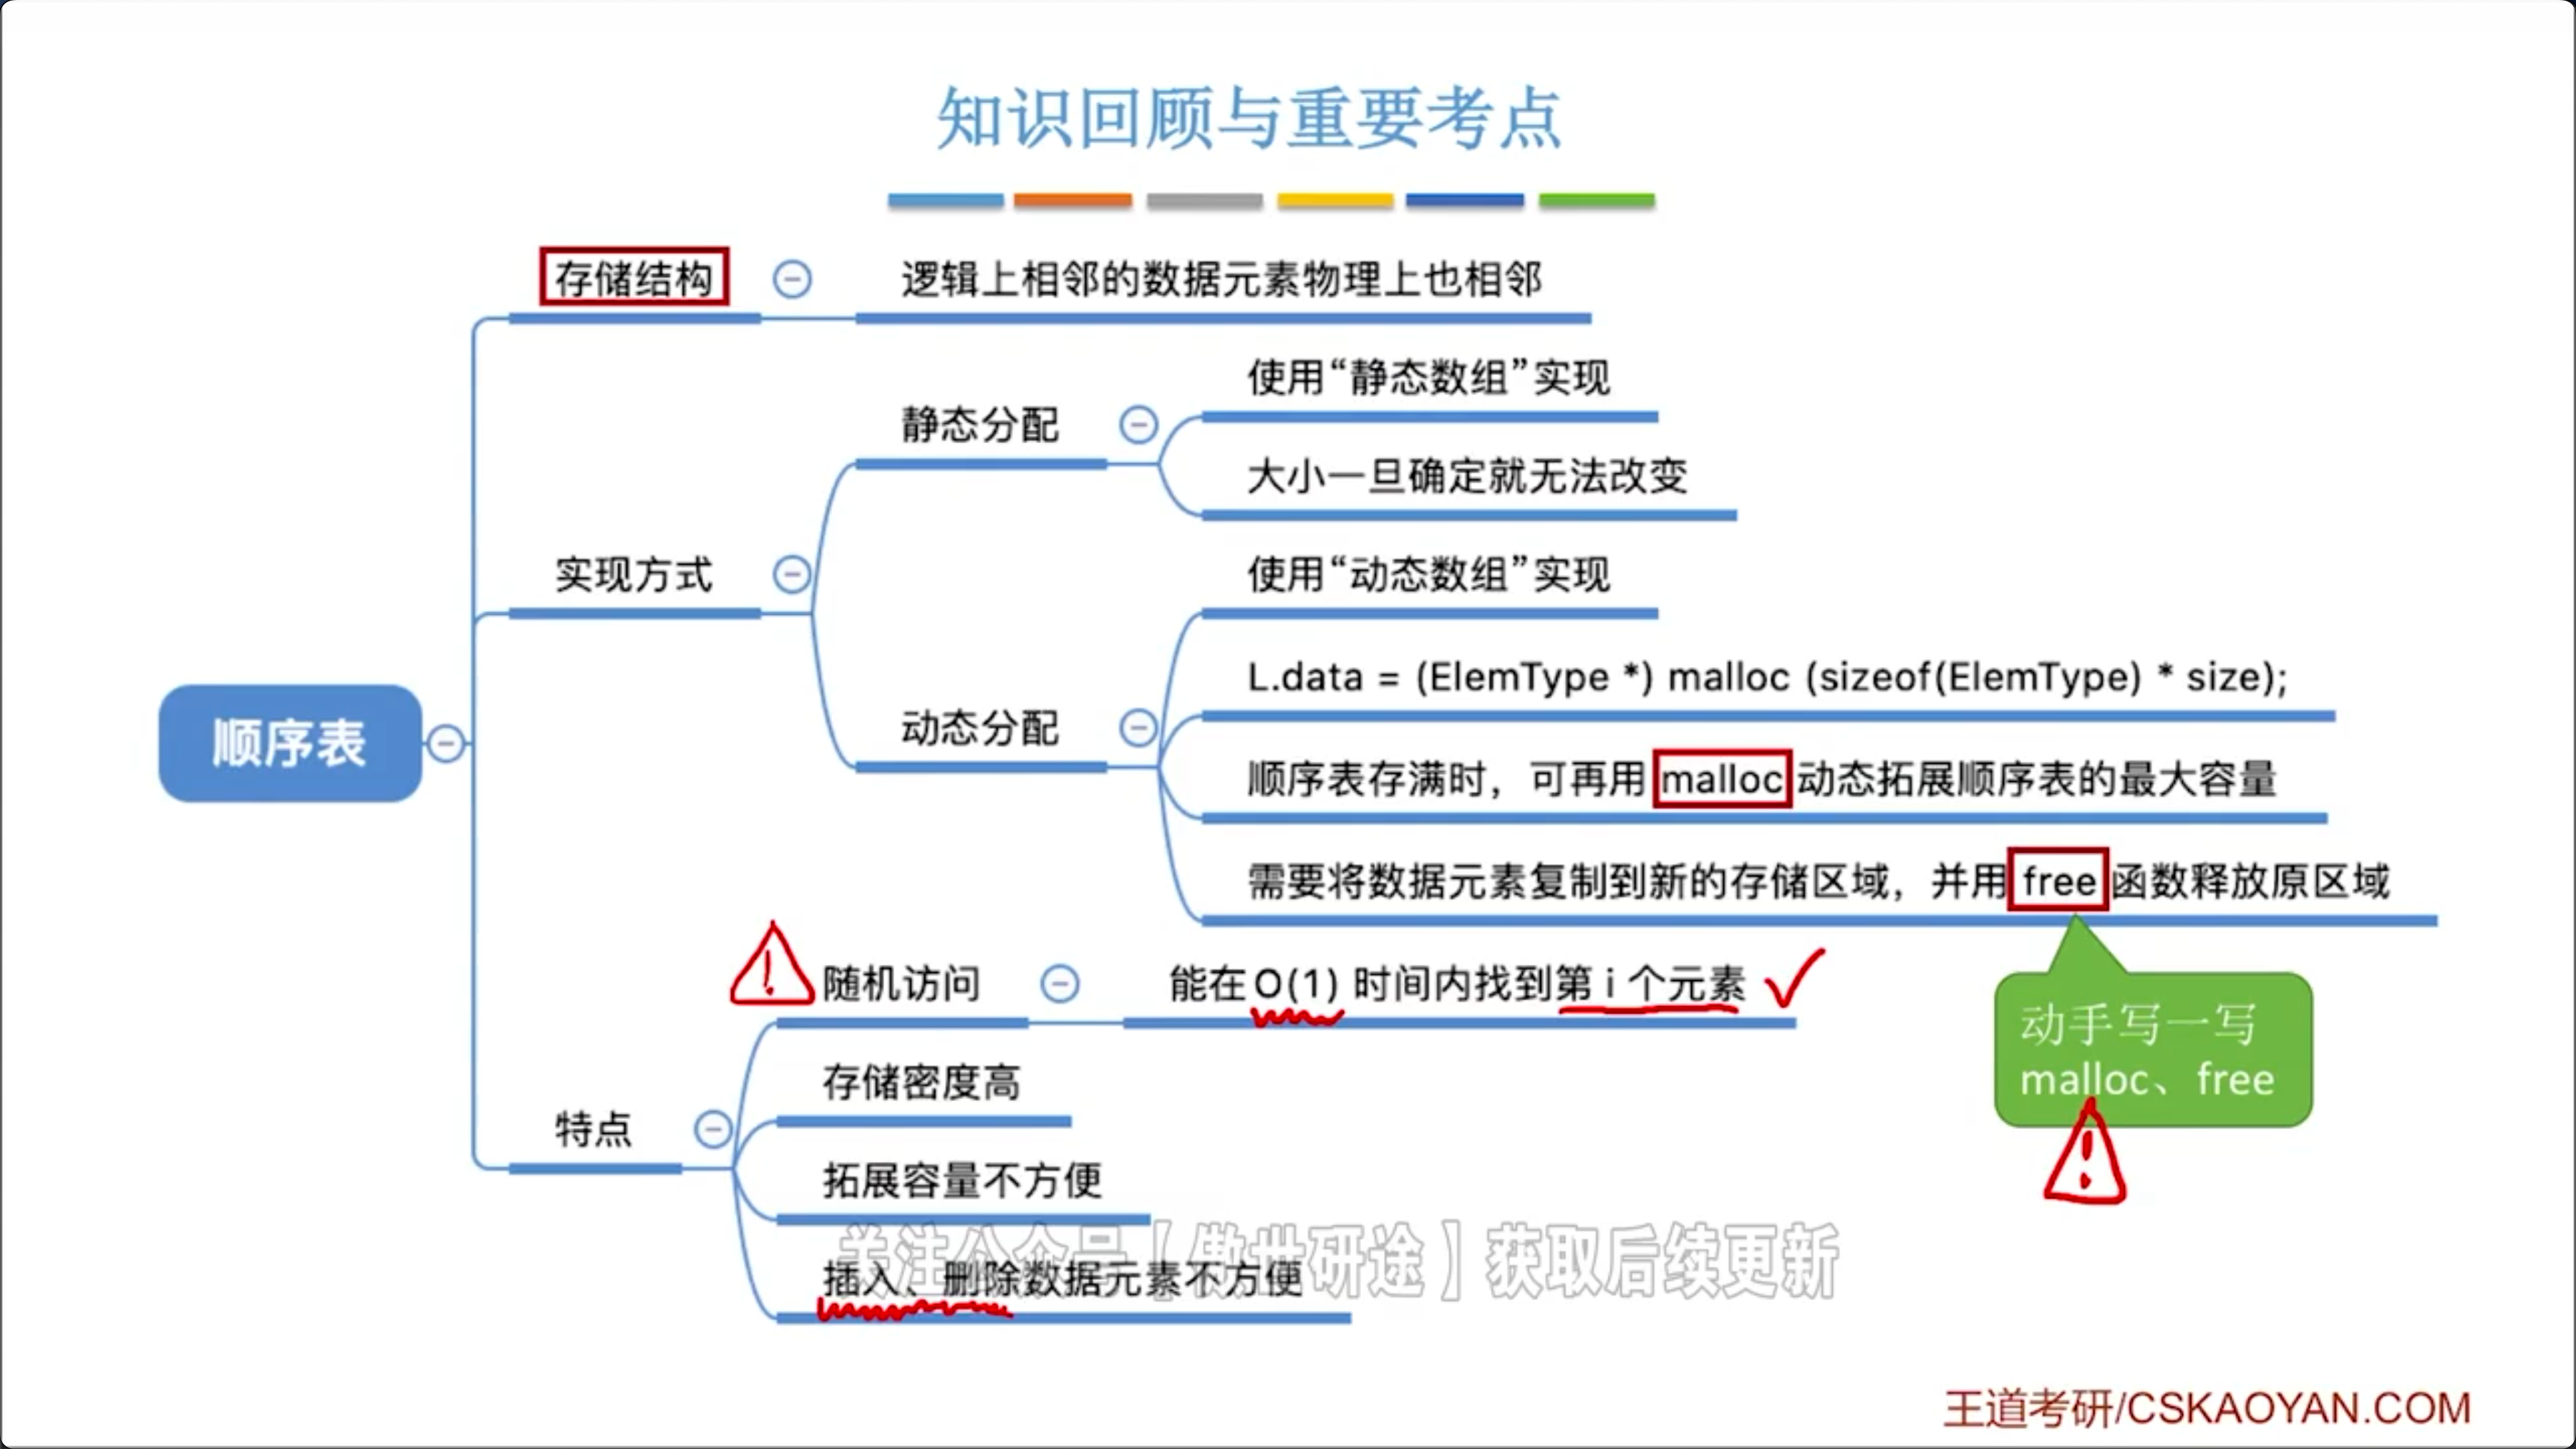 知识回顾与重要考点
存储结构
逻辑上相邻的数据元素物理上也相邻
实现方式
静态分配
使用“静态数组”实现
大小一旦确定就无法改变
动态分配
使用“动态数组”实现
L.data = (ElemType *) malloc (sizeof(ElemType) * size);
顺序表存满时，可再用 malloc 动态拓展顺序表的最大容量
需要将数据元素复制到新的存储区域，并用 free 函数释放原区域
动手写一写
malloc、free
!
顺序表
特点
!
随机访问
能在O(1) 时间内找到第 i 个元素
存储密度高
拓展容量不方便
插入、删除数据元素不方便
关注公众号【傲世研途】获取后续更新
王道考研/CSKAOYAN.COM